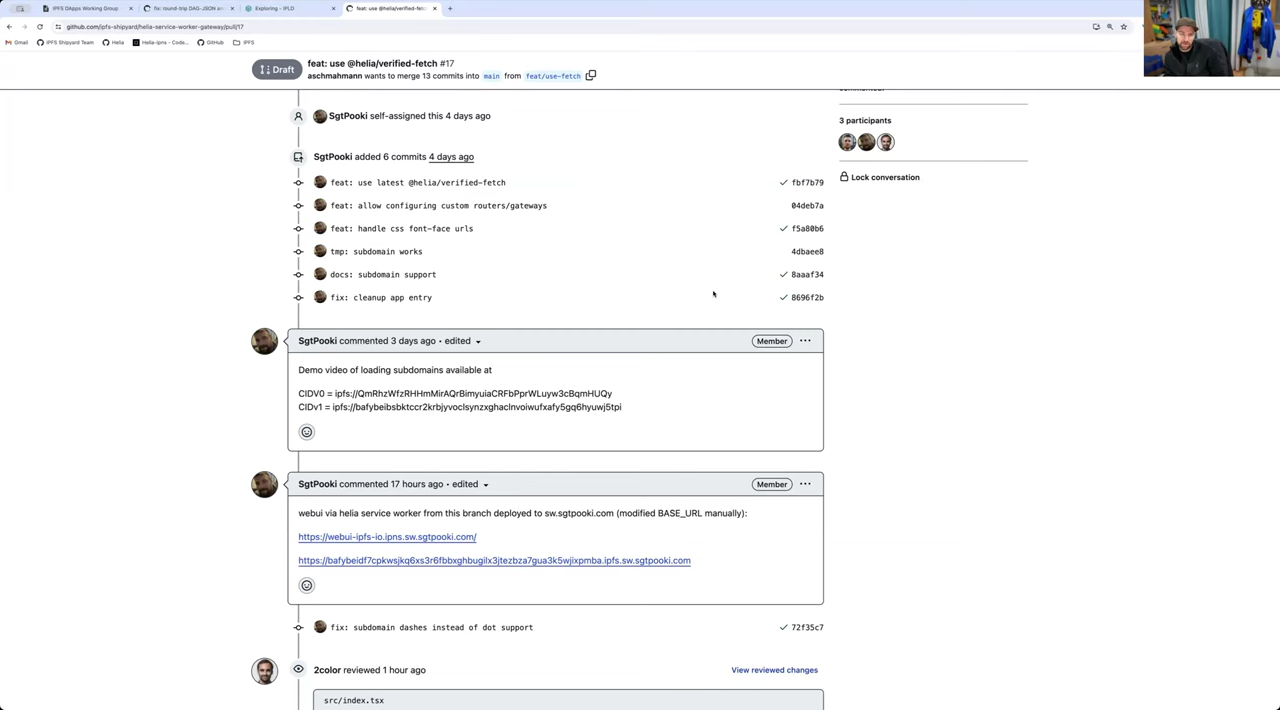 IPFS DApps Working Group
fix: round-trip DAG-JSON an
Exploring - IPLD
feat: use @helia/verified-fetc
github.com/ipfs-shipyard/helia-service-worker-gateway/pull/17
Gmail
IPFS Shipyard Team
Helia
Helia-ipns - Codec...
GitHub
IPFS
Draft
feat: use @helia/verified-fetch #17
aschmahmann wants to merge 13 commits into main from feat/use-fetch
3 participants
Lock conversation
SgtPooki self-assigned this 4 days ago
SgtPooki added 6 commits 4 days ago
feat: use latest @helia/verified-fetch fbf7b79
feat: allow configuring custom routers/gateways 04deb7a
feat: handle css font-face urls f5a80b6
tmp: subdomain works 4dbaee8
docs: subdomain support 8aaaf34
fix: cleanup app entry 8696f2b
SgtPooki commented 3 days ago • edited
Member
Demo video of loading subdomains available at
CIDV0 = ipfs://QmRhzWfzRHHmMirAQrBimyuiaCRFbPprWLuyw3cBqmHUQy
CIDv1 = ipfs://bafybeibsbktccr2krbjyvoclsynzxghaclnvoiwufxafy5gq6hyuwj5tpi
SgtPooki commented 17 hours ago • edited
Member
webui via helia service worker from this branch deployed to sw.sgtpooki.com (modified BASE_URL manually):
https://webui-ipfs-io.ipns.sw.sgtpooki.com/
https://bafybeidf7cpkwsjkq6xs3r6fbbxghbugilx3jtezbza7gua3k5wjixpmba.ipfs.sw.sgtpooki.com
fix: subdomain dashes instead of dot support 72f35c7
2color reviewed 1 hour ago
View reviewed changes
src/index.tsx